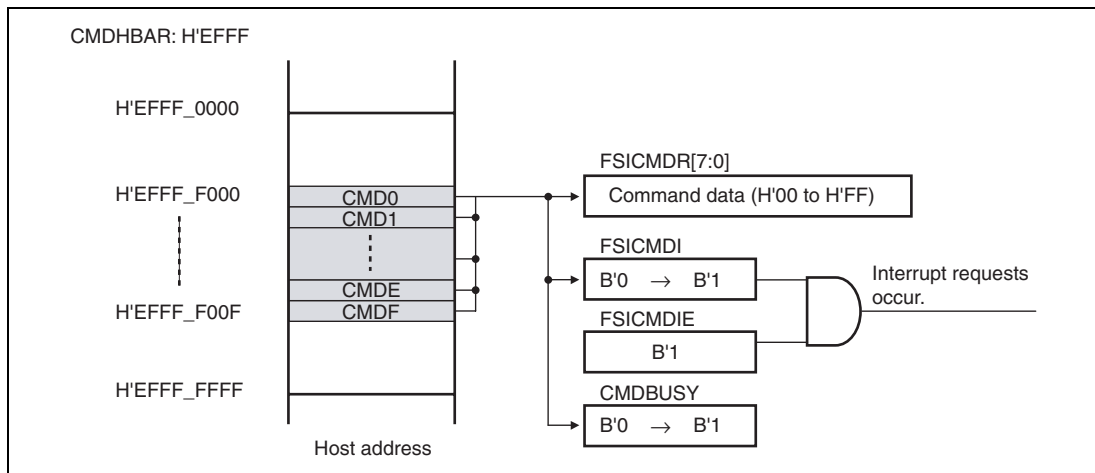 CMDHBAR: H'EFFF
H'EFFF_0000
H'EFFF_F000
H'EFFF_F00F
H'EFFF_FFFF
CMD0
CMD1
CMDE
CMDF
Host address
FSICMDR[7:0]
Command data (H'00 to H'FF)
FSICMDI
B'0 → B'1
FSICMDIE
B'1
CMDBUSY
B'0 → B'1
Interrupt requests
occur.